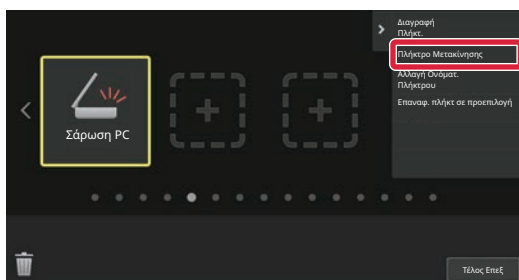 Διαγραφή
Πλήκτ.
Πλήκτρο Μετακίνησης
Αλλαγή Ονόματ.
Πλήκτρου
Επαναφ. πλήκτ σε προεπιλογή
Σάρωση PC
Τέλος Επεξ